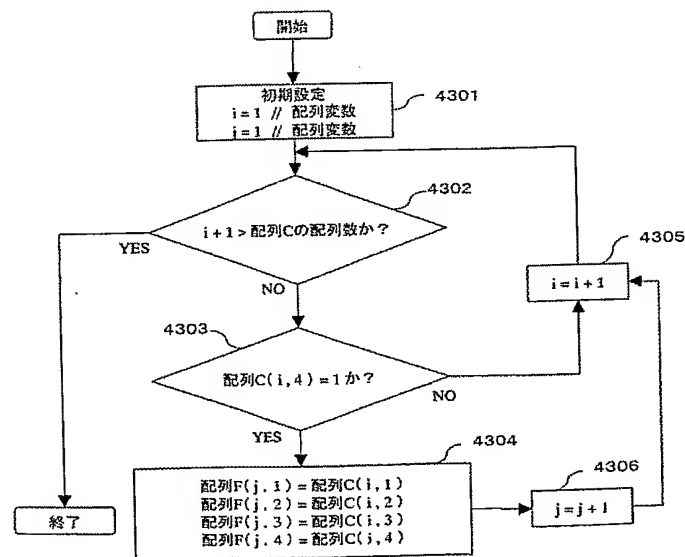 開始
初期設定
i=1 // 配列変数
i=1 // 配列変数
4301
4302
i+1>配列Cの配列数か?
YES
NO
4305
i=i+1
4303
配列C(i,4)=1か?
NO
YES
4304
配列F(j.1)=配列C(i,1)
配列F(j.2)=配列C(i,2)
配列F(j.3)=配列C(i,3)
配列F(j.4)=配列C(i,4)
4306
j=j+1
終了